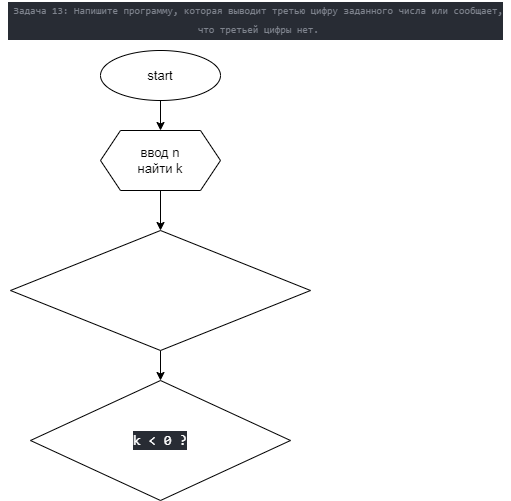 Задача 13: Напишите программу, которая выводит третью цифру заданного числа или сообщает,
что третьей цифры нет.
start
ввод n
найти k
k < 0 ?